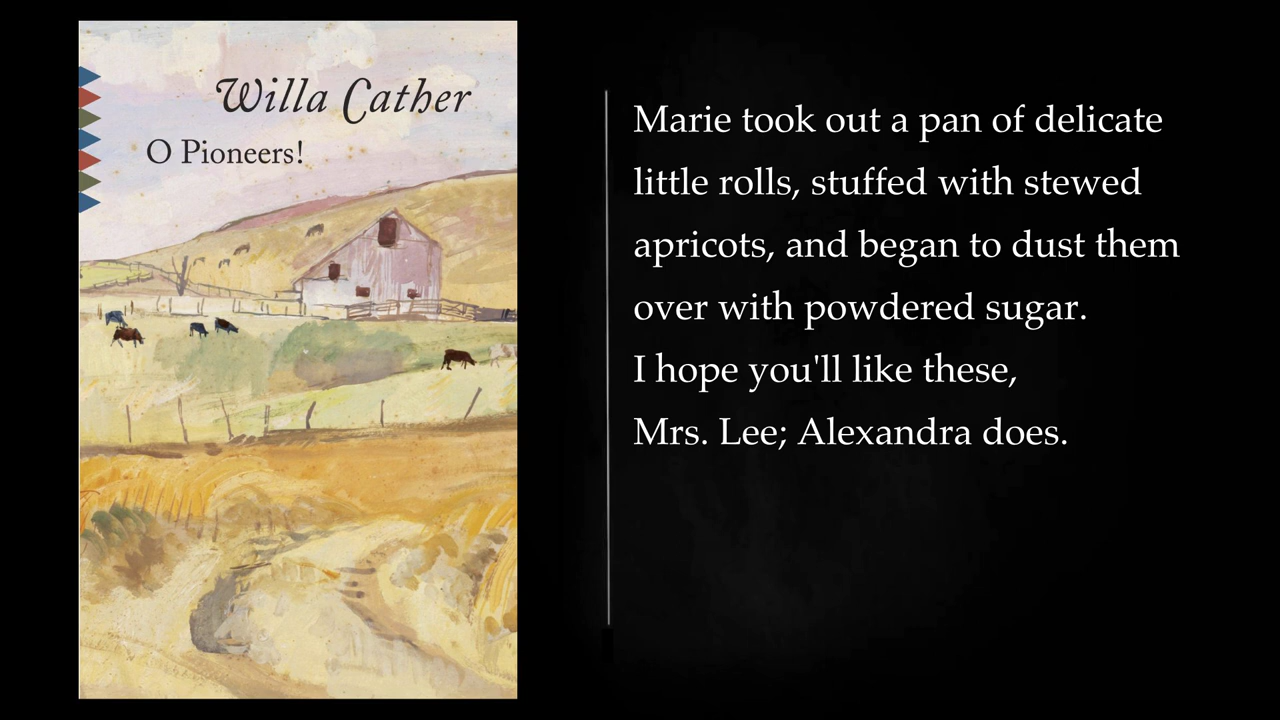 Willa Cather
O Pioneers!
Marie took out a pan of delicate
little rolls, stuffed with stewed
apricots, and began to dust them
over with powdered sugar.
I hope you'll like these,
Mrs. Lee; Alexandra does.